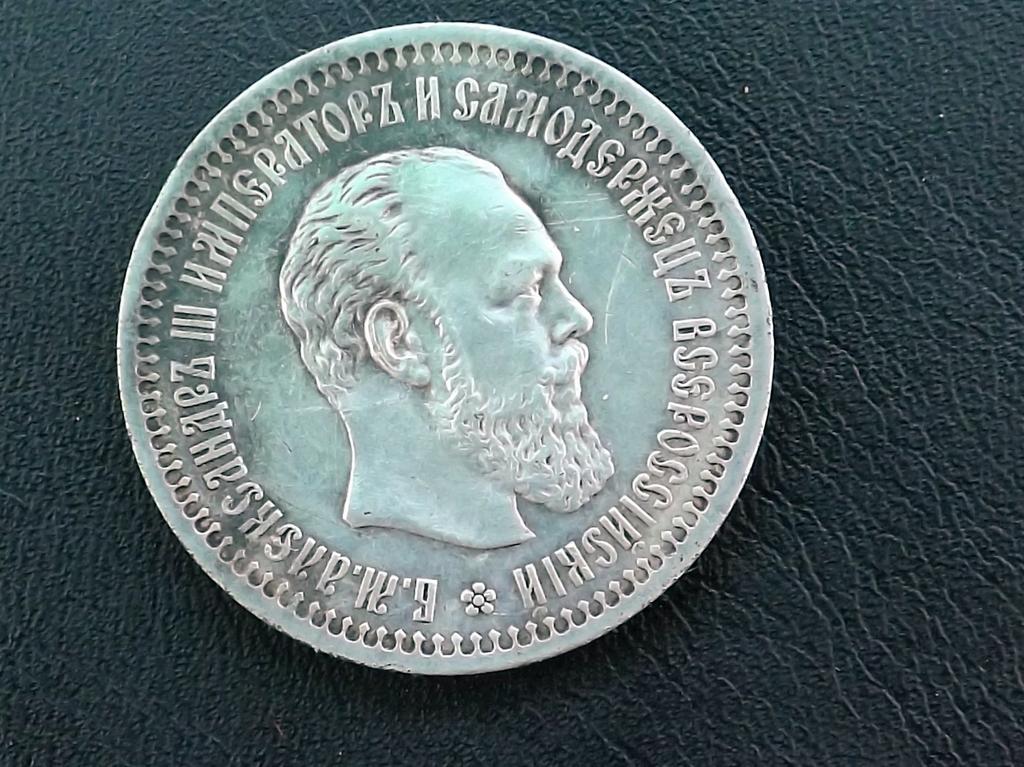 Б.М.АЛЕКСАНДРЪ III ИМПЕРАТОРЪ И САМОДЕРЖЕЦЪ ВСЕРОССІЙСКІЙ